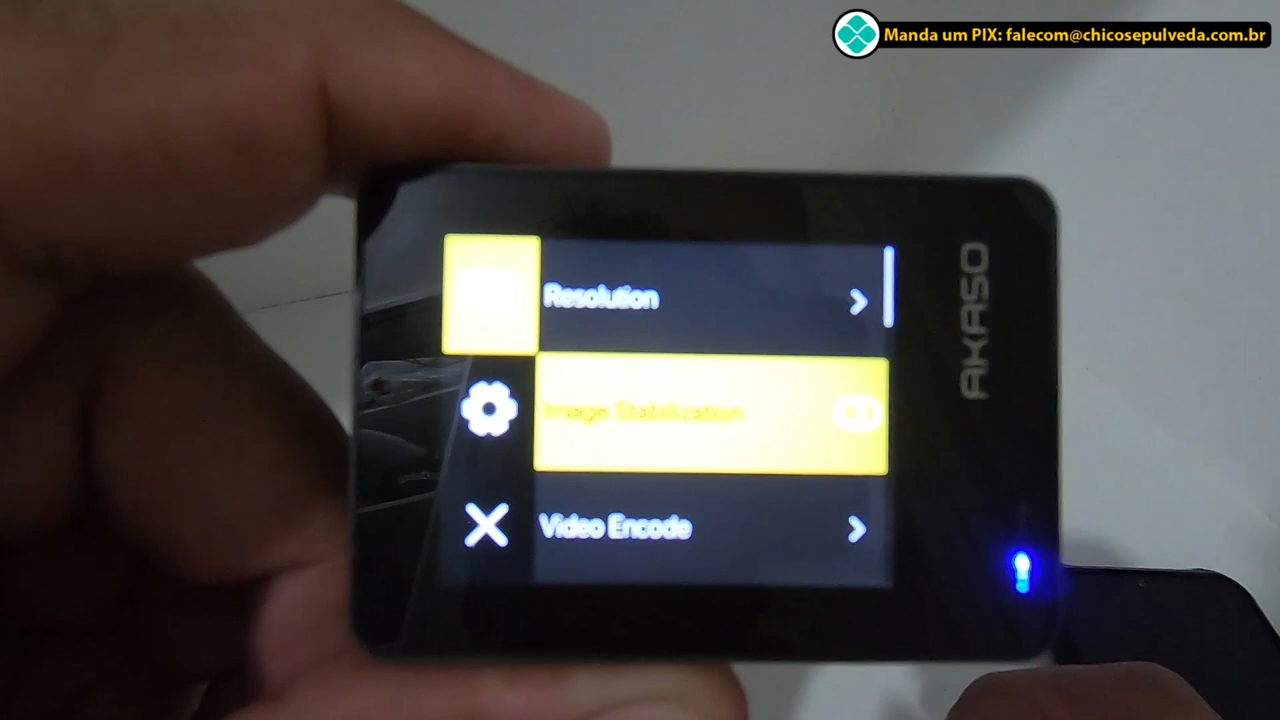 Manda um PIX: falecom@chicosepulveda.com.br
Resolution
Image Stabilization
Video Encode
AKASO